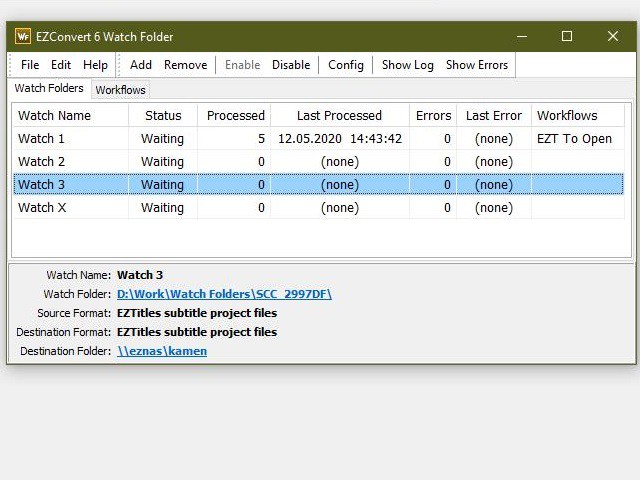 WF EZConvert 6 Watch Folder
File Edit Help Add Remove Enable Disable Config Show Log Show Errors
Watch Folders Workflows
Watch Name Status Processed Last Processed Errors Last Error Workflows
Watch 1 Waiting 5 12.05.2020 14:43:42 0 (none) EZT To Open
Watch 2 Waiting 0 (none) 0 (none)
Watch 3 Waiting 0 (none) 0 (none)
Watch X Waiting 0 (none) 0 (none)
Watch Name: Watch 3
Watch Folder: D:\Work\Watch Folders\SCC_2997DF\
Source Format: EZTitles subtitle project files
Destination Format: EZTitles subtitle project files
Destination Folder: \\eznas\kamen